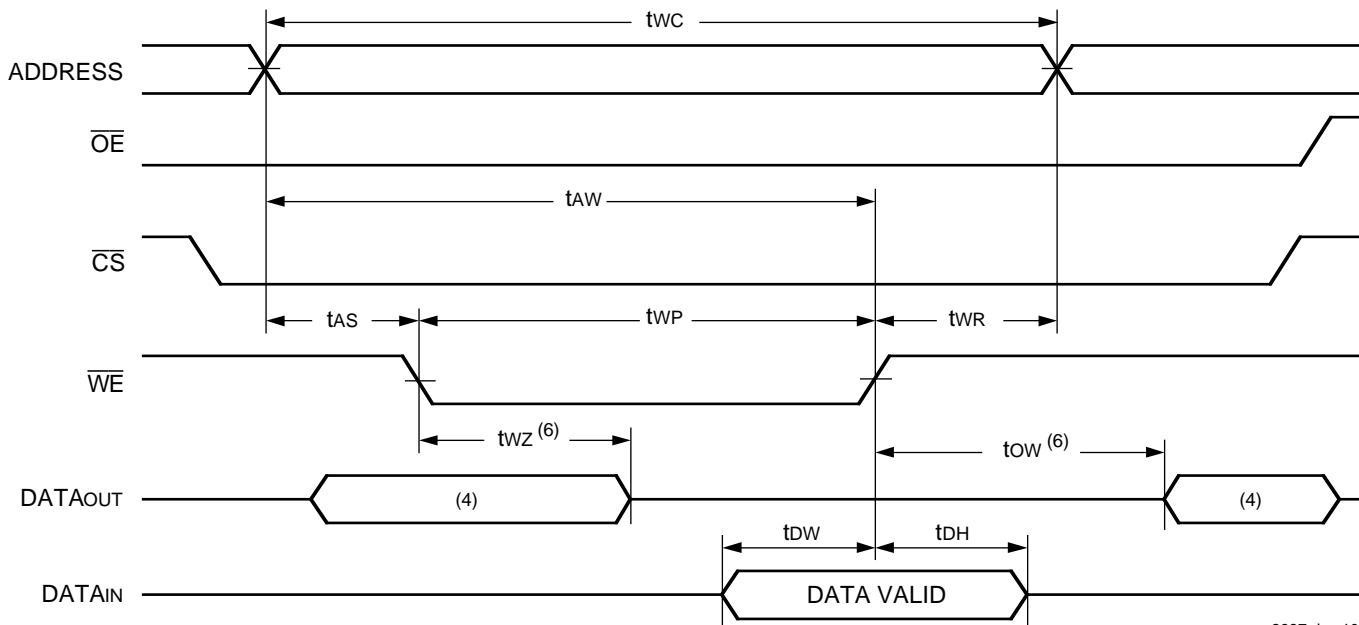 tWC
ADDRESS
OE
tAW
CS
tAS tWP tWR
WE
tWZ (6) tOW (6)
DATAOUT (4) (4)
tDW tDH
DATAIN DATA VALID